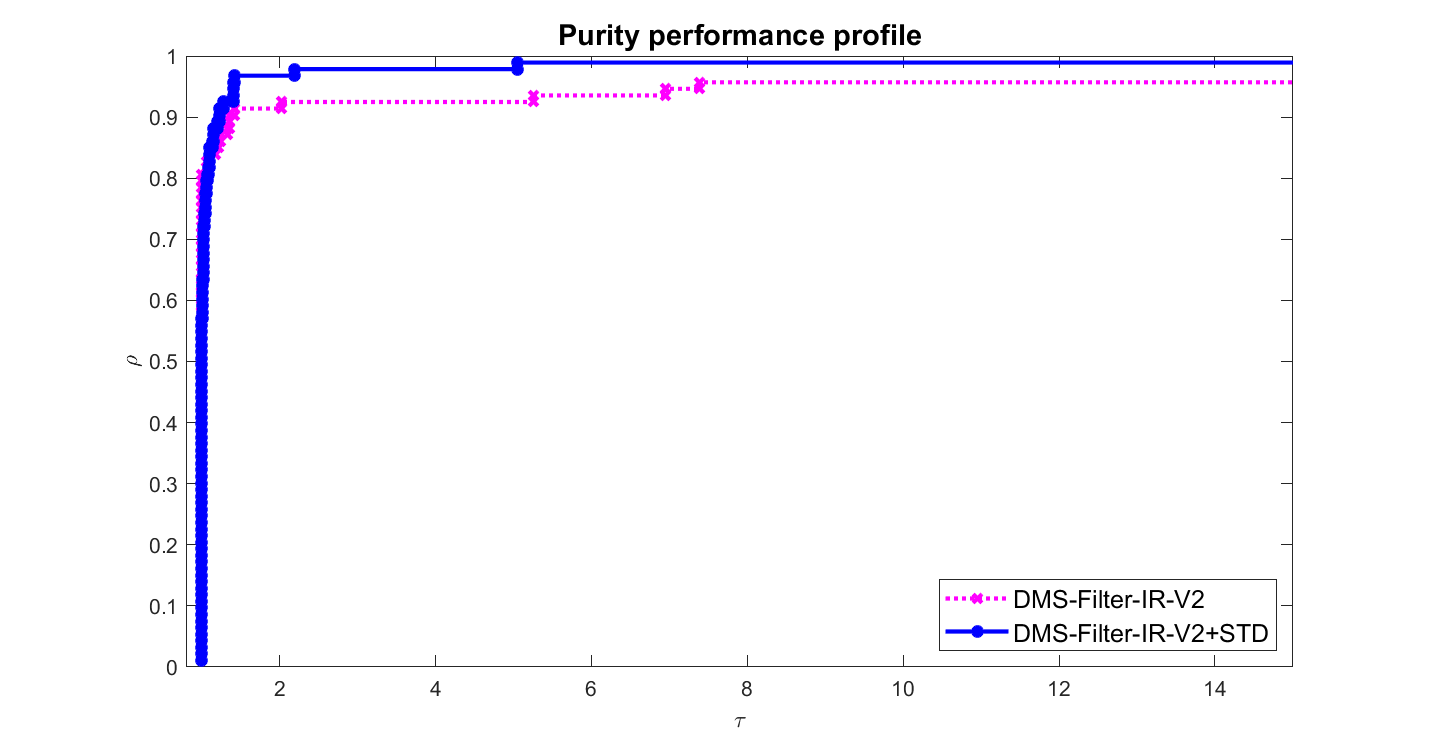 Purity performance profile
1
0.9
0.8
0.7
0.6
0.5
0.4
0.3
0.2
0.1
0
ρ
2 4 6 8 10 12 14
τ
DMS-Filter-IR-V2
DMS-Filter-IR-V2+STD